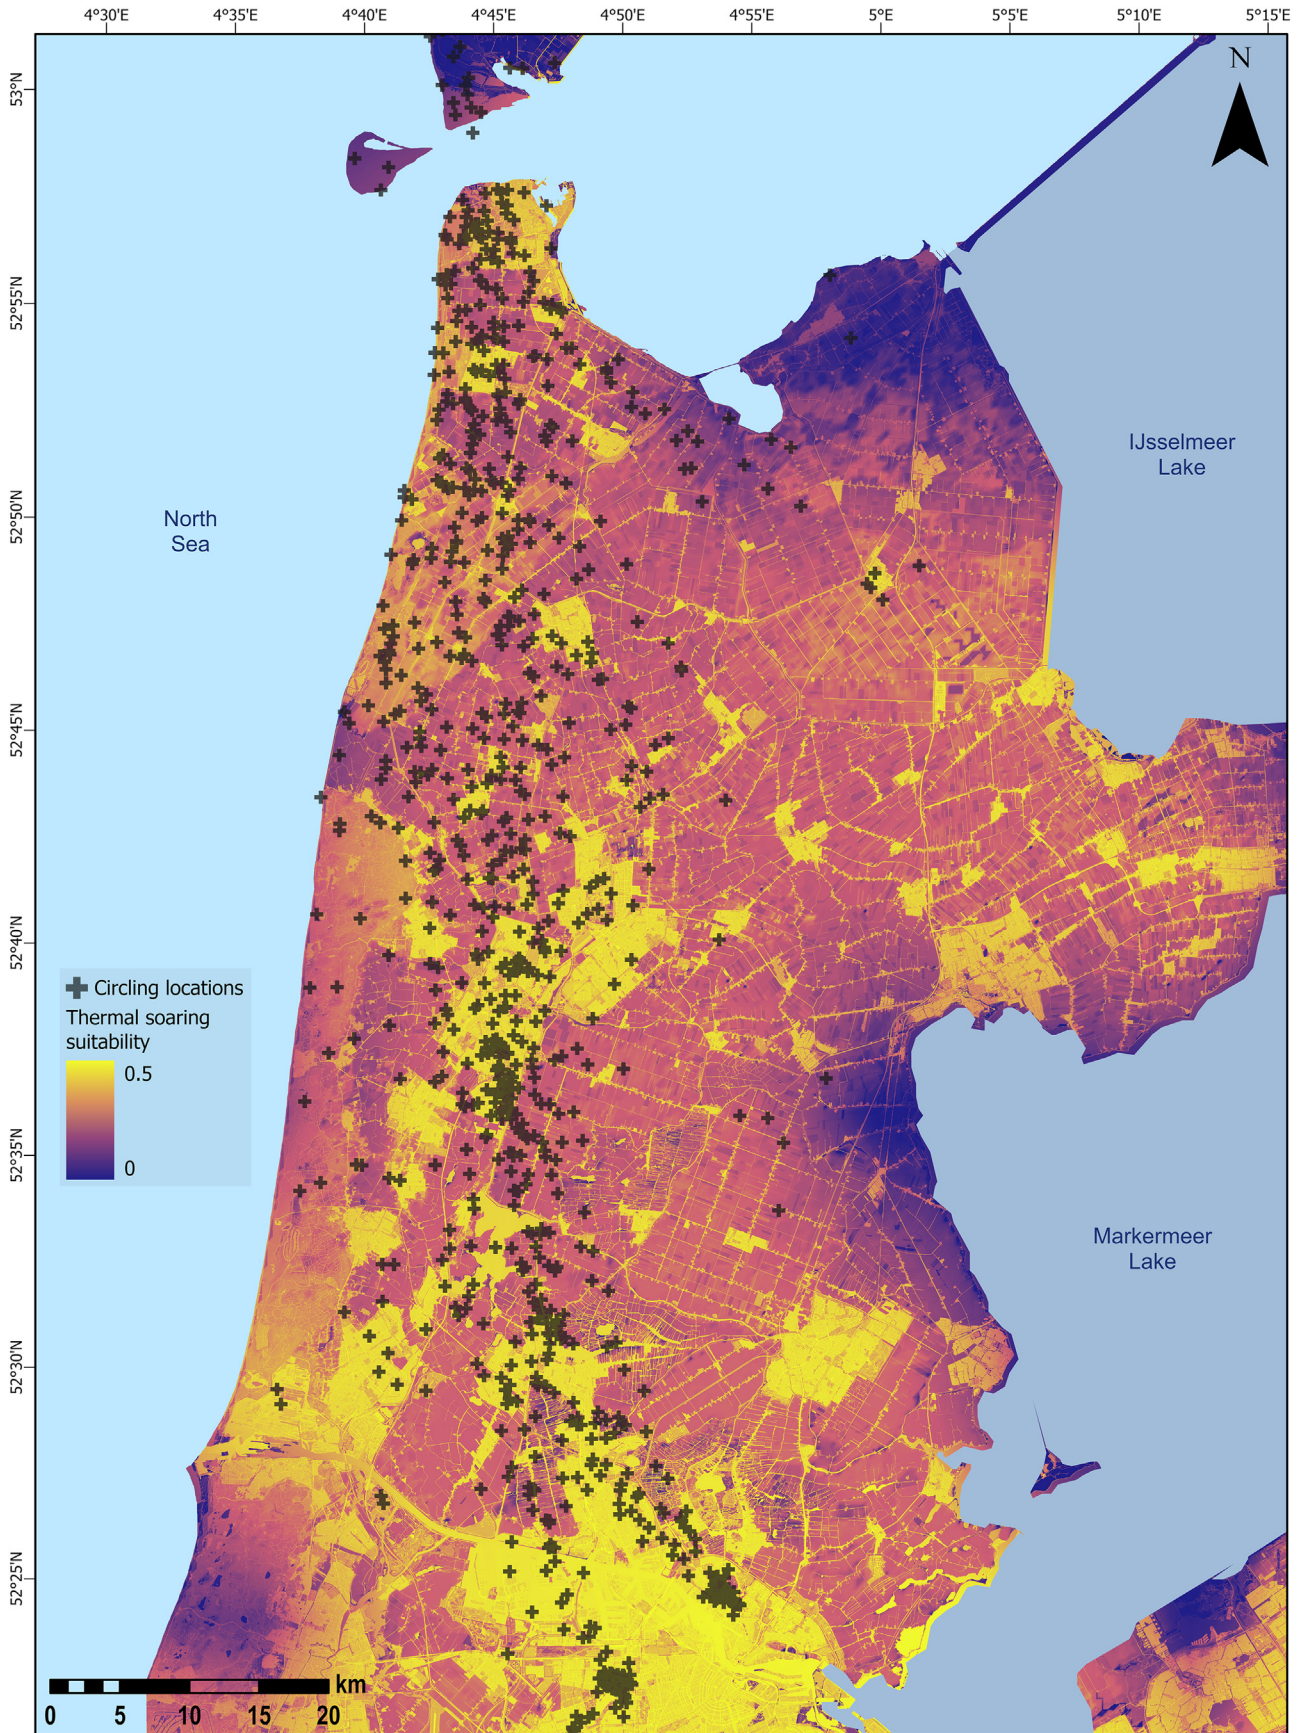 4°30'E 4°35'E 4°40'E 4°45'E 4°50'E 4°55'E 5°E 5°5'E 5°10'E 5°15'E
N
53°N
52°55'N
IJsselmeer
Lake
52°50'N
North
Sea
52°45'N
52°40'N
Circling locations
Thermal soaring
suitability
0.5
0
52°35'N
Markermeer
Lake
52°30'N
52°25'N
km
0 5 10 15 20